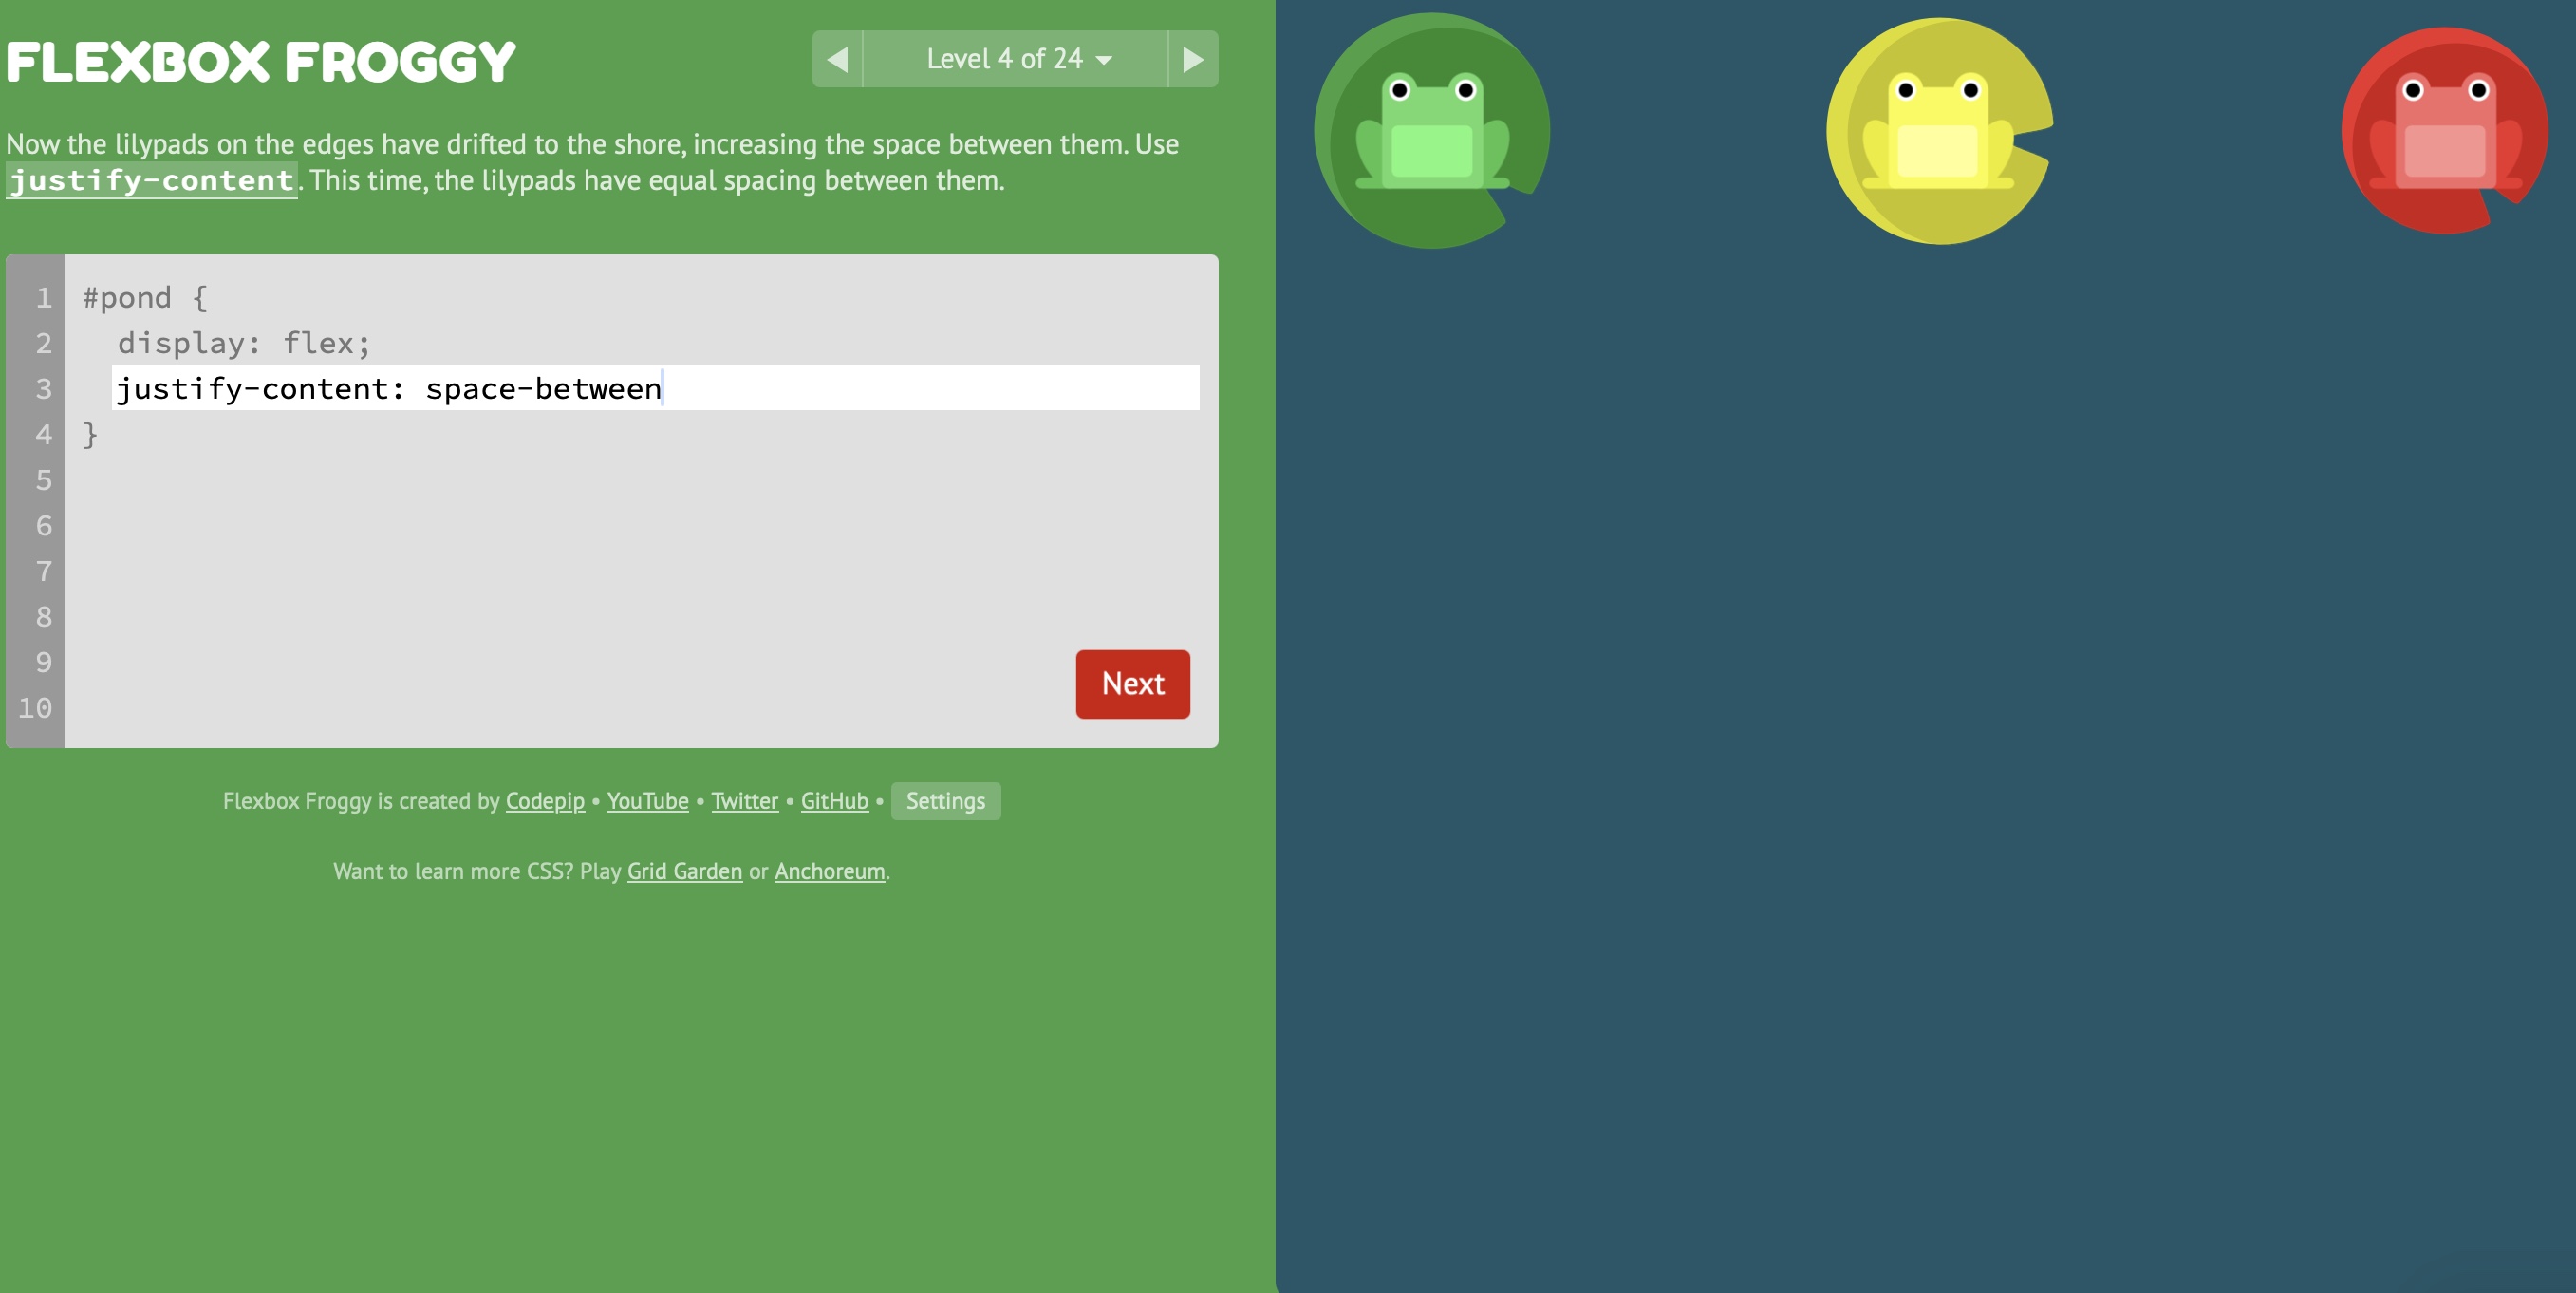 FLEXBOX FROGGY
Level 4 of 24
Now the lilypads on the edges have drifted to the shore, increasing the space between them. Use
justify-content. This time, the lilypads have equal spacing between them.
1 #pond {
2 display: flex;
3 justify-content: space-between
4 }
5
6
7
8
9
10
Next
Flexbox Froggy is created by Codepip • YouTube • Twitter • GitHub • Settings
Want to learn more CSS? Play Grid Garden or Anchoreum.